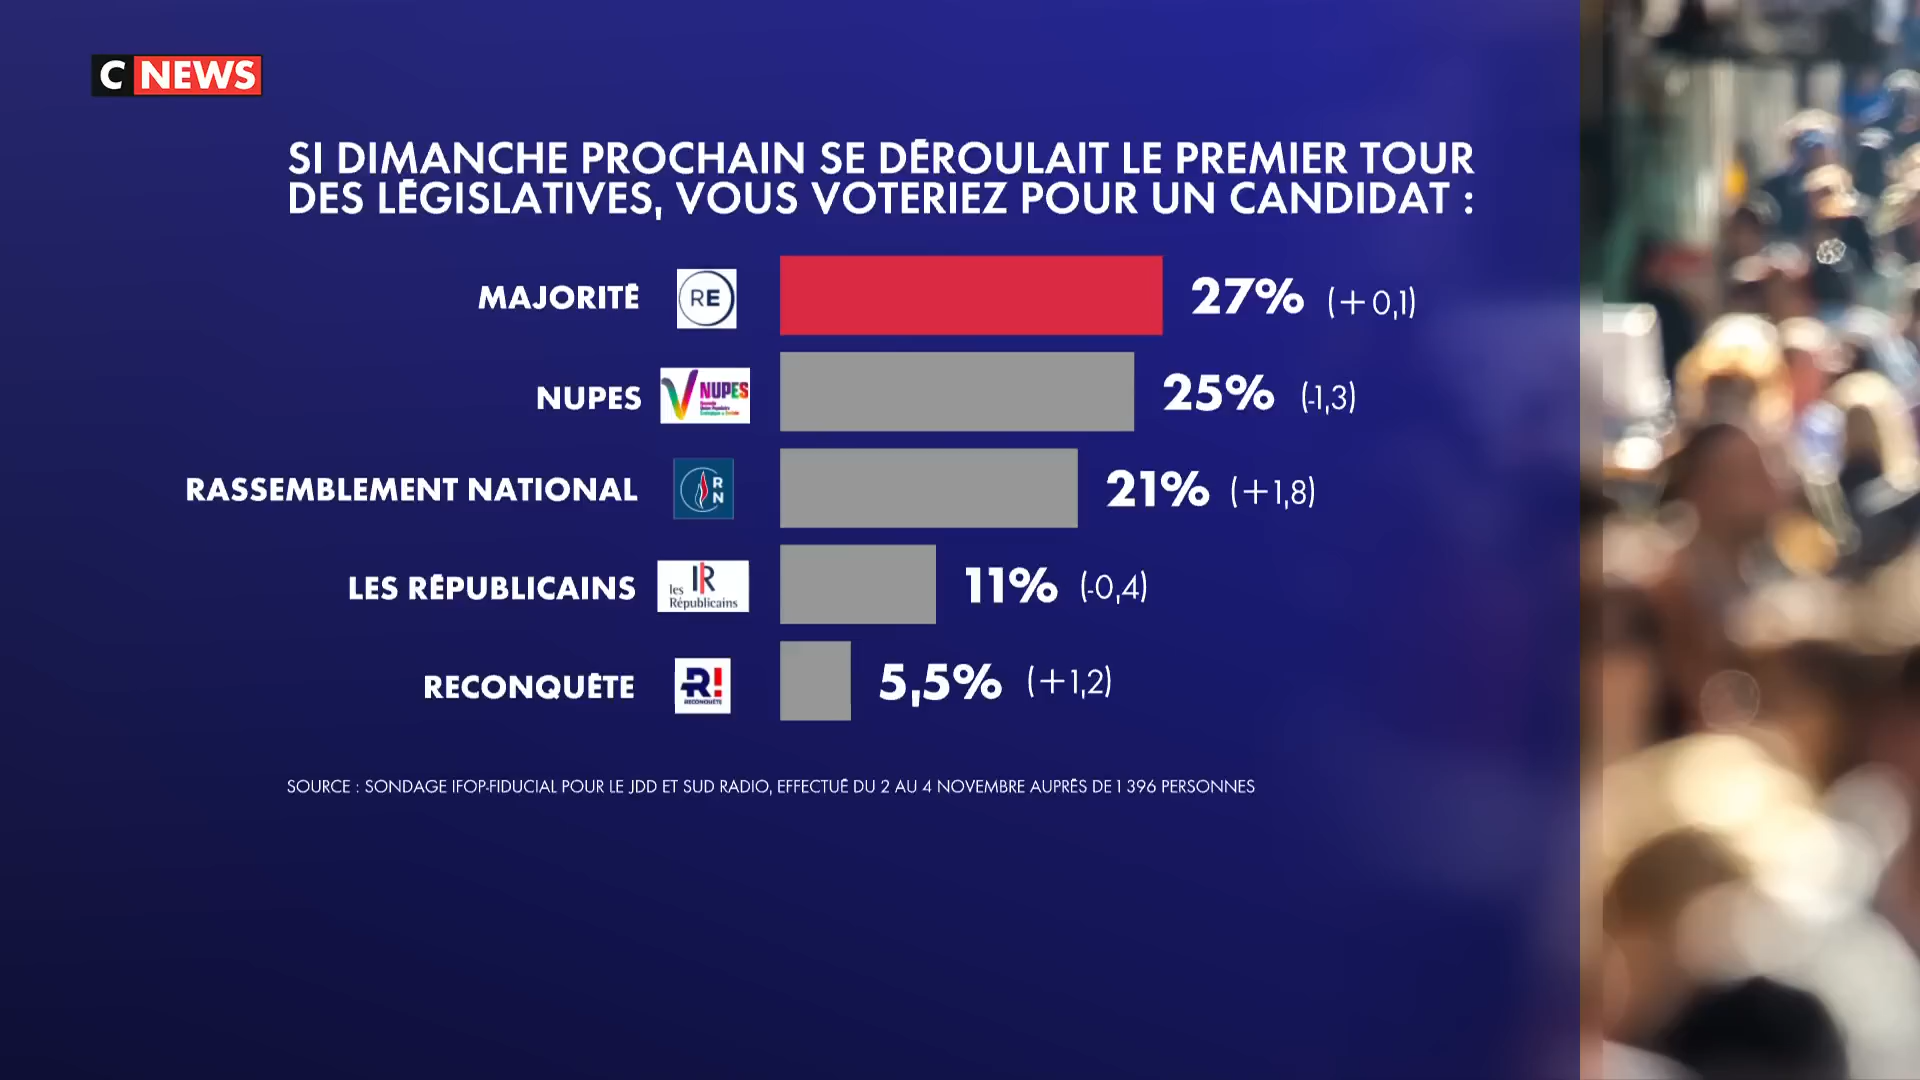 C NEWS
SI DIMANCHE PROCHAIN SE DÉROULAIT LE PREMIER TOUR
DES LÉGISLATIVES, VOUS VOTERIEZ POUR UN CANDIDAT :
MAJORITÉ RE 27% (+0,1)
NUPES NUPES 25% (-1,3)
RASSEMBLEMENT NATIONAL RN 21% (+1,8)
LES RÉPUBLICAINS lR les Républicains 11% (-0,4)
RECONQUÊTE R! RECONQUÊTE 5,5% (+1,2)
SOURCE : SONDAGE IFOP-FIDUCIAL POUR LE JDD ET SUD RADIO, EFFECTUÉ DU 2 AU 4 NOVEMBRE AUPRÈS DE 1 396 PERSONNES